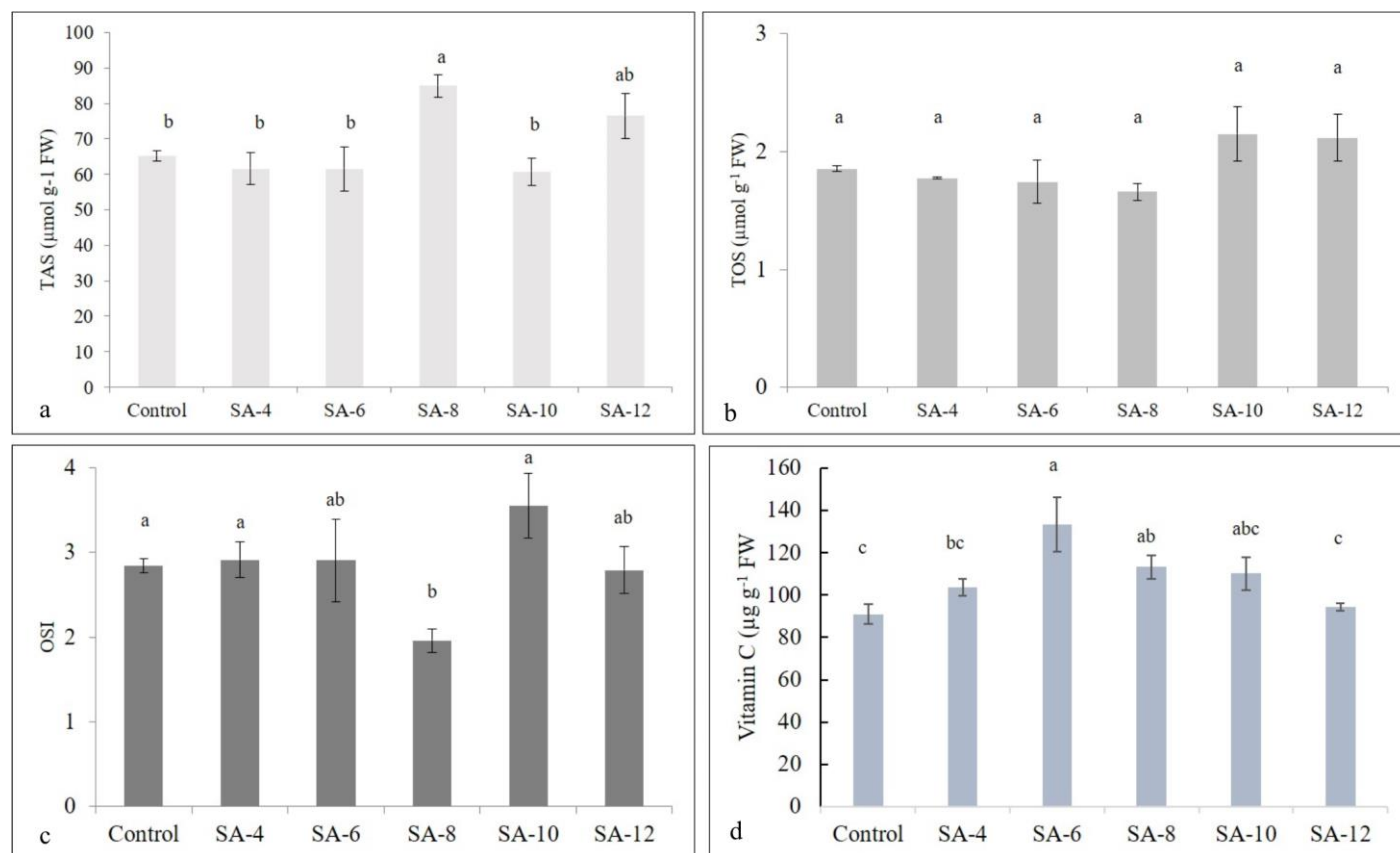 100
90
80
70
60
50
40
30
20
10
0
TAS (µmol g-1 FW)
b b b a b ab
Control SA-4 SA-6 SA-8 SA-10 SA-12
a
3
2
1
0
TOS (µmol g⁻¹ FW)
a a a a a a
Control SA-4 SA-6 SA-8 SA-10 SA-12
b
4
3
2
1
0
OSI
a a ab b a ab
Control SA-4 SA-6 SA-8 SA-10 SA-12
c
160
140
120
100
80
60
40
20
0
Vitamin C (µg g⁻¹ FW
c bc a ab abc c
Control SA-4 SA-6 SA-8 SA-10 SA-12
d